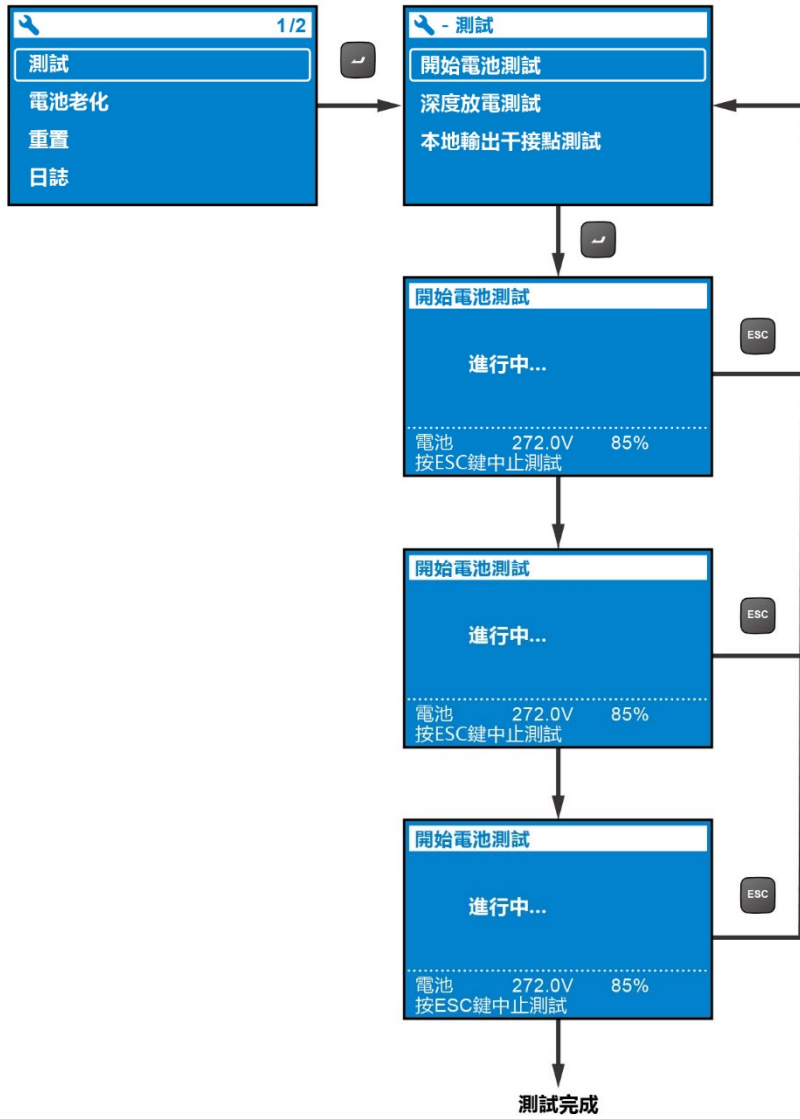 1/2
測試
電池老化
重置
日誌
- 測試
開始電池測試
深度放電測試
本地輸出干接點測試
開始電池測試
進行中...
電池 272.0V 85%
按ESC鍵中止測試
ESC
開始電池測試
進行中...
電池 272.0V 85%
按ESC鍵中止測試
ESC
開始電池測試
進行中...
電池 272.0V 85%
按ESC鍵中止測試
ESC
測試完成